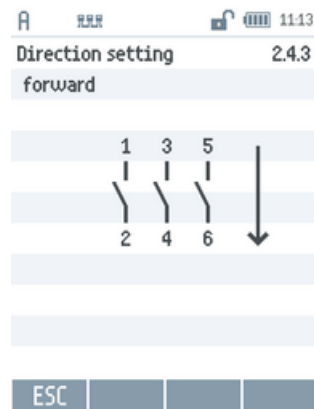 A 11:13
Direction setting 2.4.3
forward
1 3 5
2 4 6
ESC